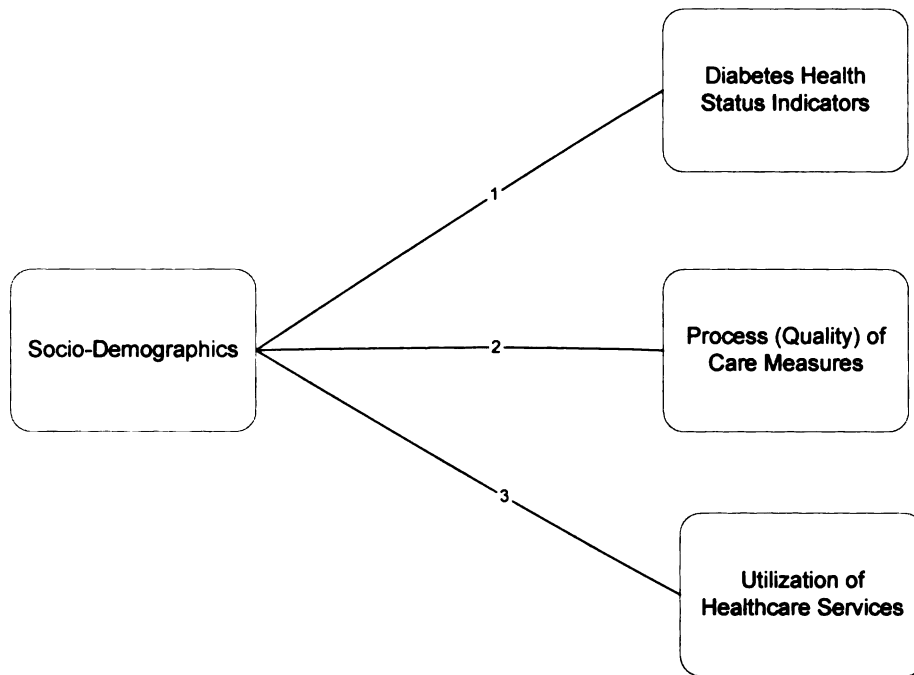 Diabetes Health
Status Indicators
1
Socio-Demographics
2
Process (Quality) of
Care Measures
3
Utilization of
Healthcare Services